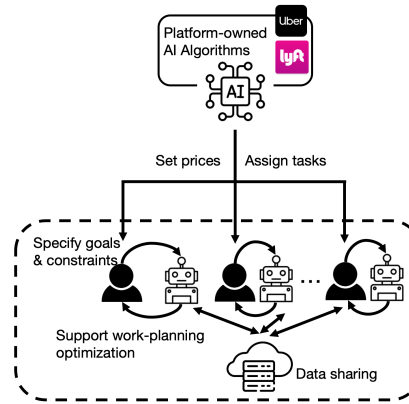 Platform-owned
AI Algorithms
Uber
lyft
AI
Set prices
Assign tasks
Specify goals
& constraints
...
Support work-planning
optimization
Data sharing